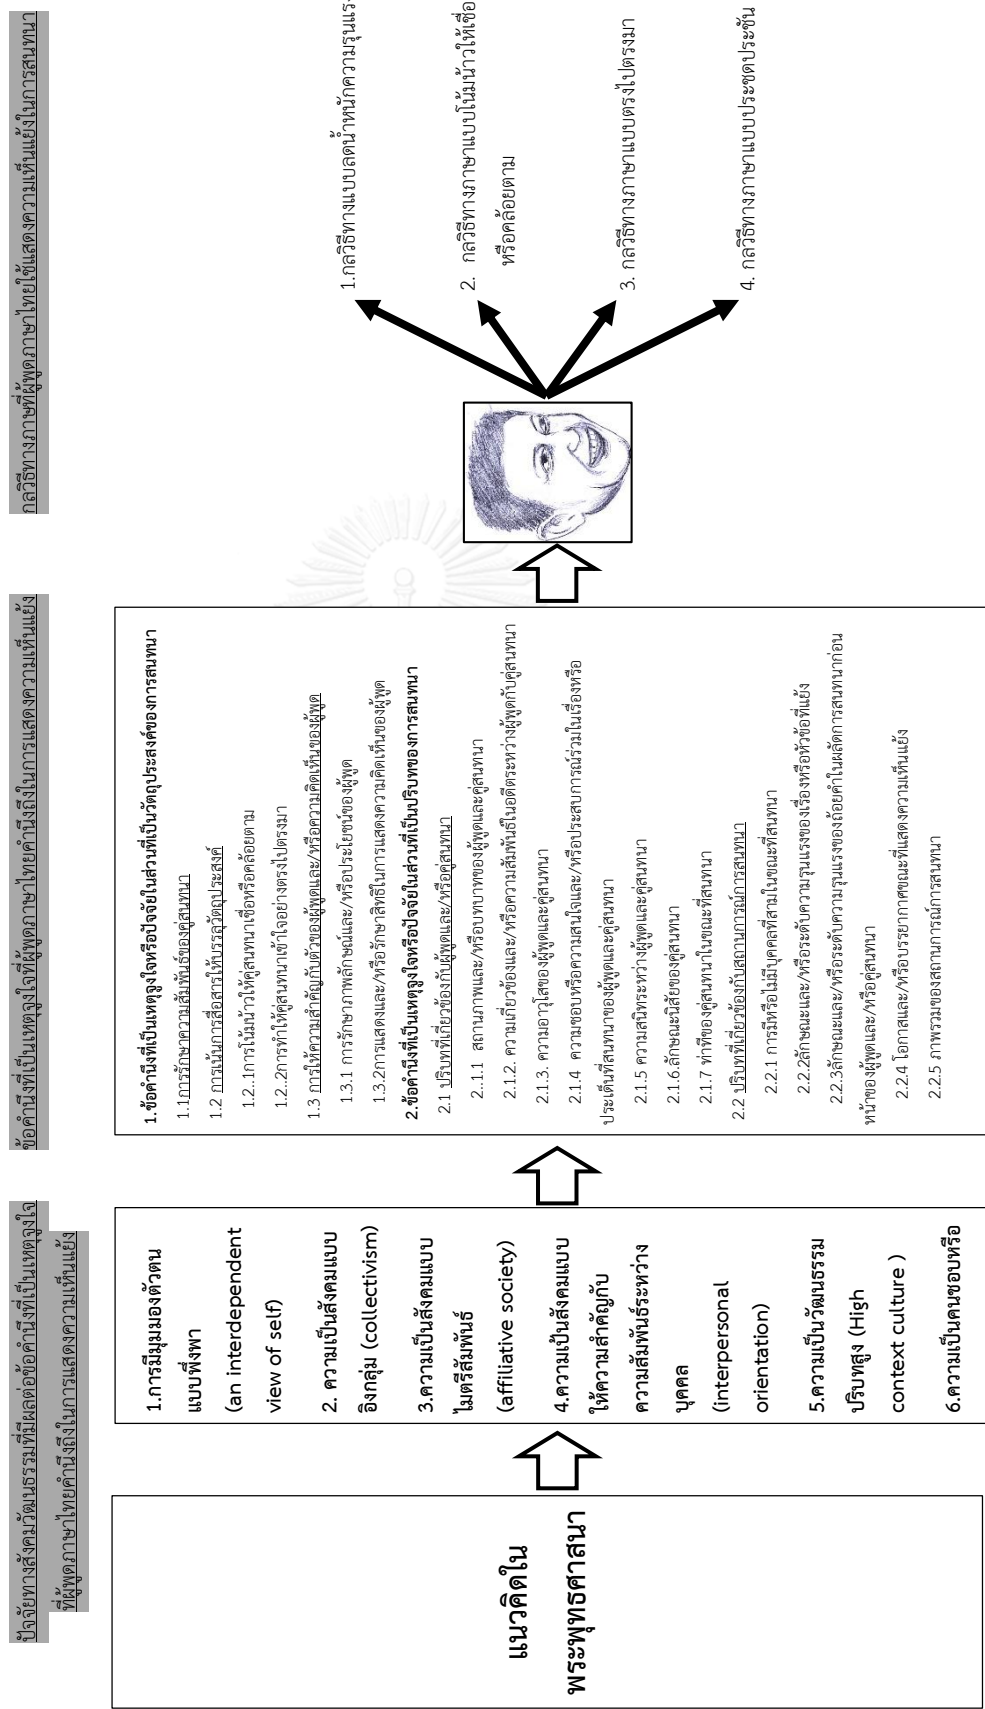 ปัจจัยทางสังคมวัฒนธรรมที่มีผลต่อข้อคำนึงที่เป็นเหตุจูงใจ
ที่ผู้พูดภาษาไทยคำนึงถึงในการแสดงความเห็นแย้ง
แนวคิดใน
พระพุทธศาสนา
1.การมีมุมมองตัวตน
แบบพึ่งพา
(an interdependent
view of self)
2. ความเป็นสังคมแบบ
อิงกลุ่ม (collectivism)
3.ความเป็นสังคมแบบ
ไมตรีสัมพันธ์
(affiliative society)
4.ความเป็นสังคมแบบ
ให้ความสำคัญกับ
ความสัมพันธ์ระหว่าง
บุคคล
(interpersonal
orientation)
5.ความเป็นวัฒนธรรม
ปริบทสูง (High
context culture )
6.ความเป็นคนชอบหรือ
ข้อคำนึงที่เป็นเหตุจูงใจที่ผู้พูดภาษาไทยคำนึงถึงในการแสดงความเห็นแย้ง
1.ข้อคำนึงที่เป็นเหตุจูงใจหรือปัจจัยในส่วนที่เป็นวัตถุประสงค์ของการสนทนา
1.1การรักษาความสัมพันธ์ของคู่สนทนา
1.2 การเน้นการสื่อสารให้บรรลุวัตถุประสงค์
1.2..1การโน้มน้าวให้คู่สนทนาเชื่อหรือคล้อยตาม
1.2..2การทำให้คู่สนทนาเข้าใจอย่างตรงไปตรงมา
1.3 การให้ความสำคัญกับตัวของผู้พูดและ/หรือความคิดเห็นของผู้พูด
1.3.1 การรักษาภาพลักษณ์และ/หรือประโยชน์ของผู้พูด
1.3.2การแสดงและ/หรือรักษาสิทธิในการแสดงความคิดเห็นของผู้พูด
2.ข้อคำนึงที่เป็นเหตุจูงใจหรือปัจจัยในส่วนที่เป็นปริบทของการสนทนา
2.1 ปริบทที่เกี่ยวข้องกับผู้พูดและ/หรือคู่สนทนา
2..1.1 สถานภาพและ/หรือบทบาทของผู้พูดและคู่สนทนา
2.1.2. ความเกี่ยวข้องและ/หรือความสัมพันธ์ในอดีตระหว่างผู้พูดกับคู่สนทนา
2.1.3. ความอาวุโสของผู้พูดและคู่สนทนา
2.1.4 ความชอบหรือความสนใจและ/หรือประสบการณ์ร่วมในเรื่องหรือ
ประเด็นที่สนทนาของผู้พูดและคู่สนทนา
2.1.5 ความสนิทระหว่างผู้พูดและคู่สนทนา
2.1.6.ลักษณะนิสัยของคู่สนทนา
2.1.7 ท่าทีของคู่สนทนาในขณะที่สนทนา
2.2 ปริบทที่เกี่ยวข้องกับสถานการณ์การสนทนา
2.2.1 การมีหรือไม่มีบุคคลที่สามในขณะที่สนทนา
2.2.2ลักษณะและ/หรือระดับความรุนแรงของเรื่องหรือหัวข้อที่แย้ง
2.2.3ลักษณะและ/หรือระดับความรุนแรงของถ้อยคำในผลัดการสนทนาก่อน
หน้าของผู้พูดและ/หรือคู่สนทนา
2.2.4 โอกาสและ/หรือบรรยากาศขณะที่แสดงความเห็นแย้ง
2.2.5 ภาพรวมของสถานการณ์การสนทนา
กลวิธีทางภาษาที่ผู้พูดภาษาไทยใช้แสดงความเห็นแย้งในการสนทนา
1.กลวิธีทางแบบลดน้ำหนักความรุนแรง
2. กลวิธีทางภาษาแบบโน้มน้าวให้เชื่อ
หรือคล้อยตาม
3. กลวิธีทางภาษาแบบตรงไปตรงมา
4. กลวิธีทางภาษาแบบประชดประชัน